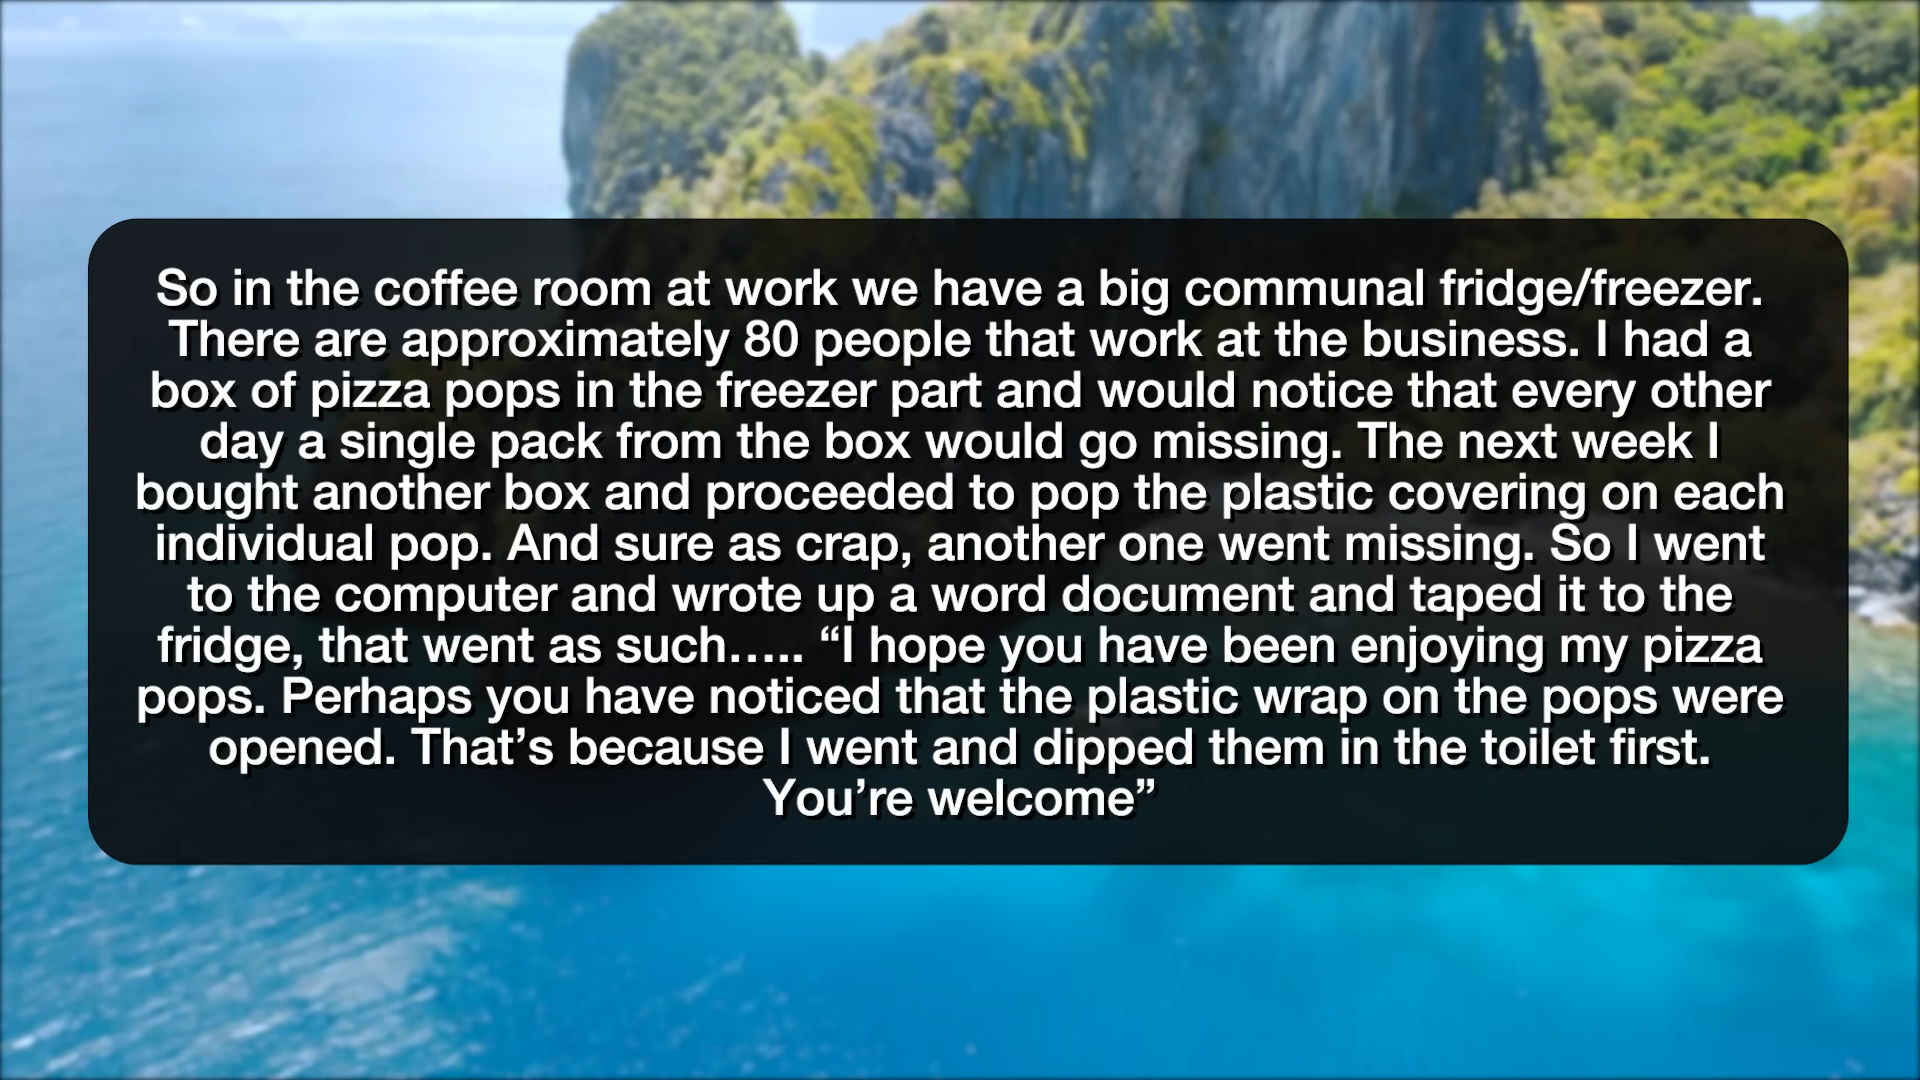 So in the coffee room at work we have a big communal fridge/freezer.
There are approximately 80 people that work at the business. I had a
box of pizza pops in the freezer part and would notice that every other
day a single pack from the box would go missing. The next week I
bought another box and proceeded to pop the plastic covering on each
individual pop. And sure as crap, another one went missing. So I went
to the computer and wrote up a word document and taped it to the
fridge, that went as such….. “I hope you have been enjoying my pizza
pops. Perhaps you have noticed that the plastic wrap on the pops were
opened. That’s because I went and dipped them in the toilet first.
You’re welcome”